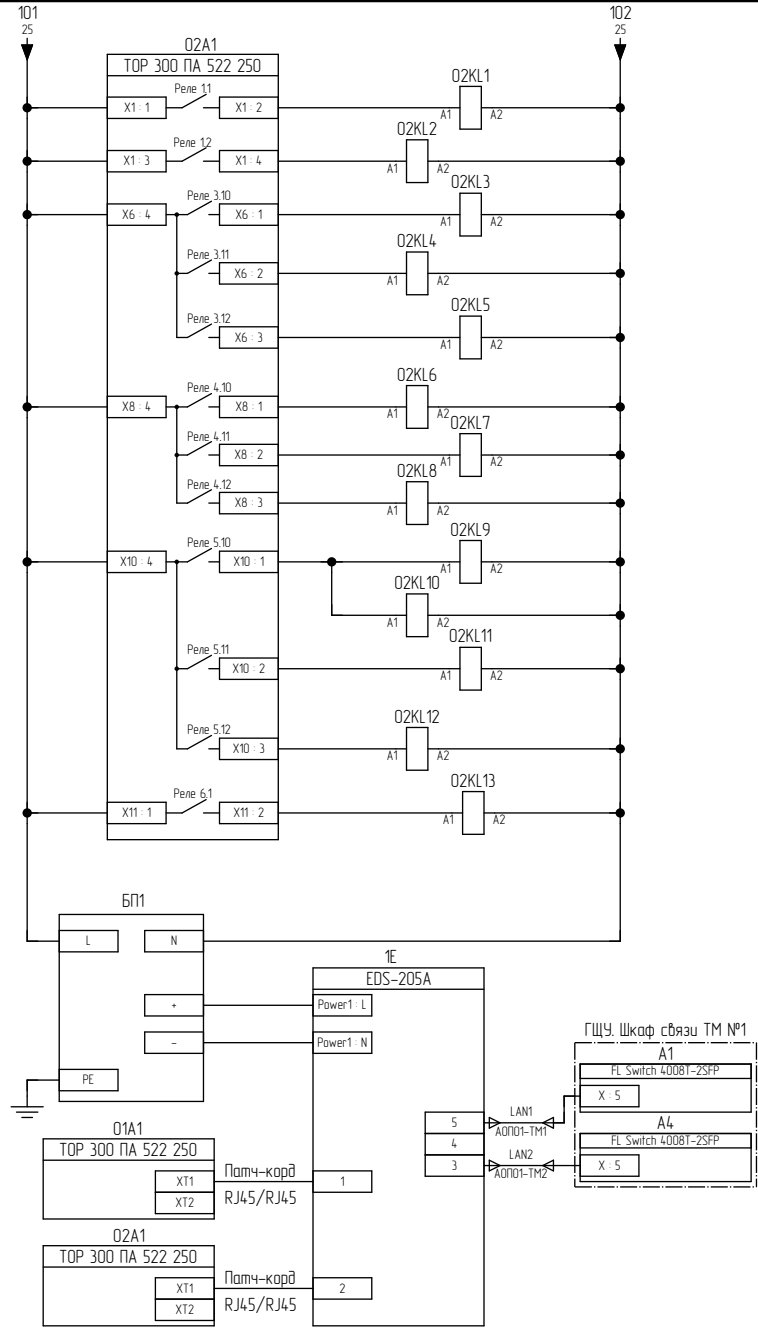 101
102
25
25
02A1
ТОР 300 ПА 522 250
Реле 1.1
X1 : 1
X1 : 2
02KL1
A1
A2
Реле 1.2
X1 : 3
X1 : 4
02KL2
A1
A2
Реле 3.10
X6 : 4
X6 : 1
02KL3
A1
A2
Реле 3.11
X6 : 2
02KL4
A1
A2
Реле 3.12
X6 : 3
02KL5
A1
A2
Реле 4.10
X8 : 4
X8 : 1
02KL6
A1
A2
Реле 4.11
X8 : 2
02KL7
A1
A2
Реле 4.12
X8 : 3
02KL8
A1
A2
Реле 5.10
X10 : 4
X10 : 1
02KL9
A1
A2
02KL10
A1
A2
Реле 5.11
X10 : 2
02KL11
A1
A2
Реле 5.12
X10 : 3
02KL12
A1
A2
Реле 6.1
X11 : 1
X11 : 2
02KL13
A1
A2
БП1
L
N
+
-
PE
1E
EDS-205A
Power1 : L
Power1 : N
5
4
3
1
2
LAN1
АОПО1-ТМ1
LAN2
АОПО1-ТМ2
ГЩУ. Шкаф связи ТМ №1
A1
FL Switch 4008T-2SFP
X : 5
A4
FL Switch 4008T-2SFP
X : 5
01A1
ТОР 300 ПА 522 250
XT1
XT2
Патч-корд
RJ45/RJ45
02A1
ТОР 300 ПА 522 250
XT1
XT2
Патч-корд
RJ45/RJ45